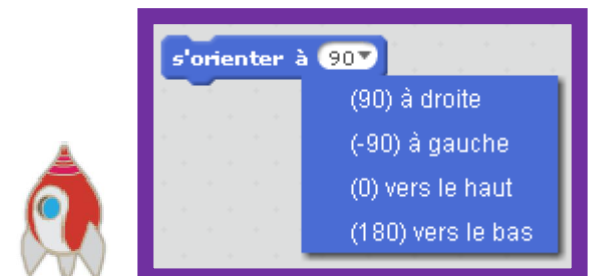 s'orienter à 90
(90) à droite
(-90) à gauche
(0) vers le haut
(180) vers le bas